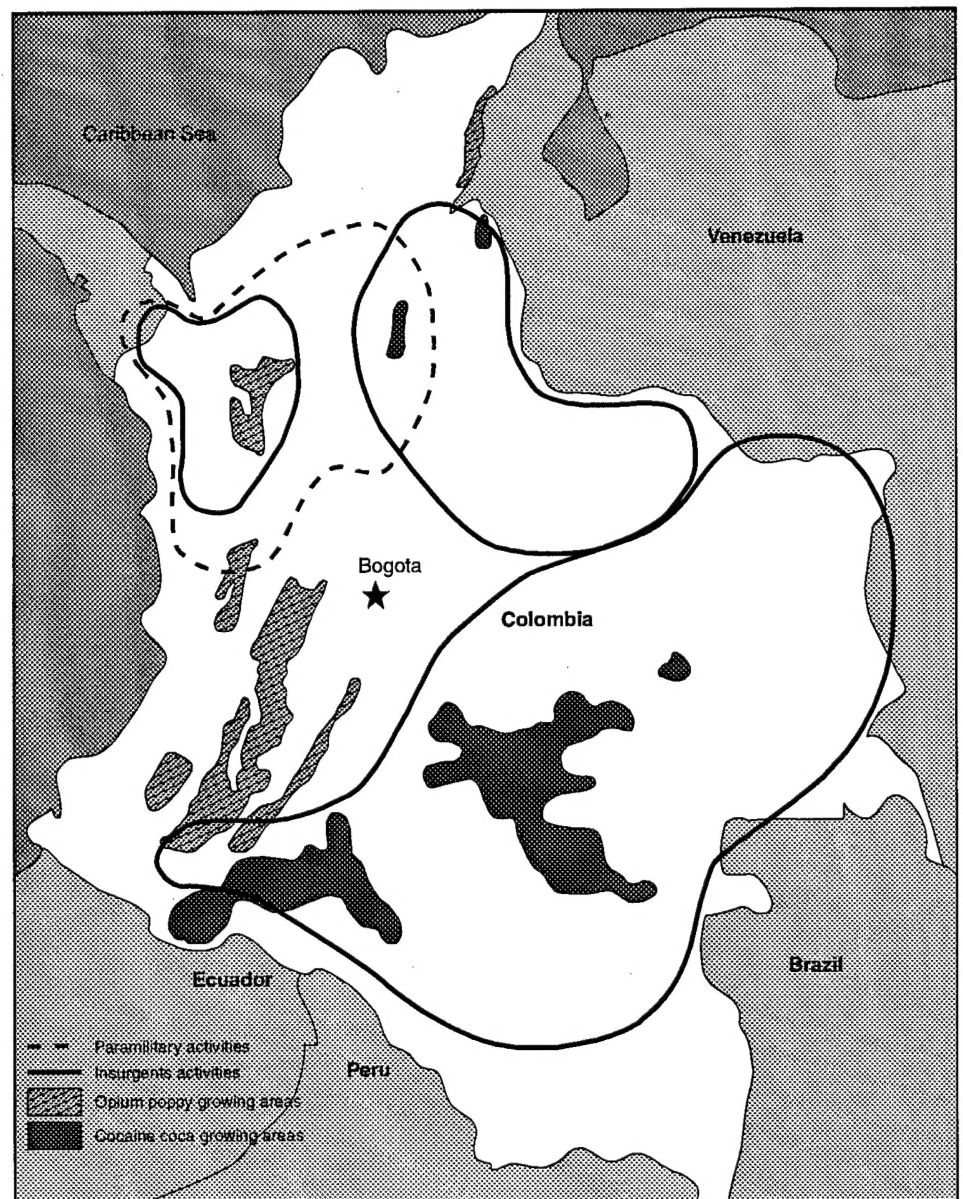 Caribbean Sea
Venezuela
Bogota
Colombia
Ecuador
Brazil
Peru
Paramilitary activities
Insurgents activities
Opium poppy growing areas
Cocaine coca growing areas